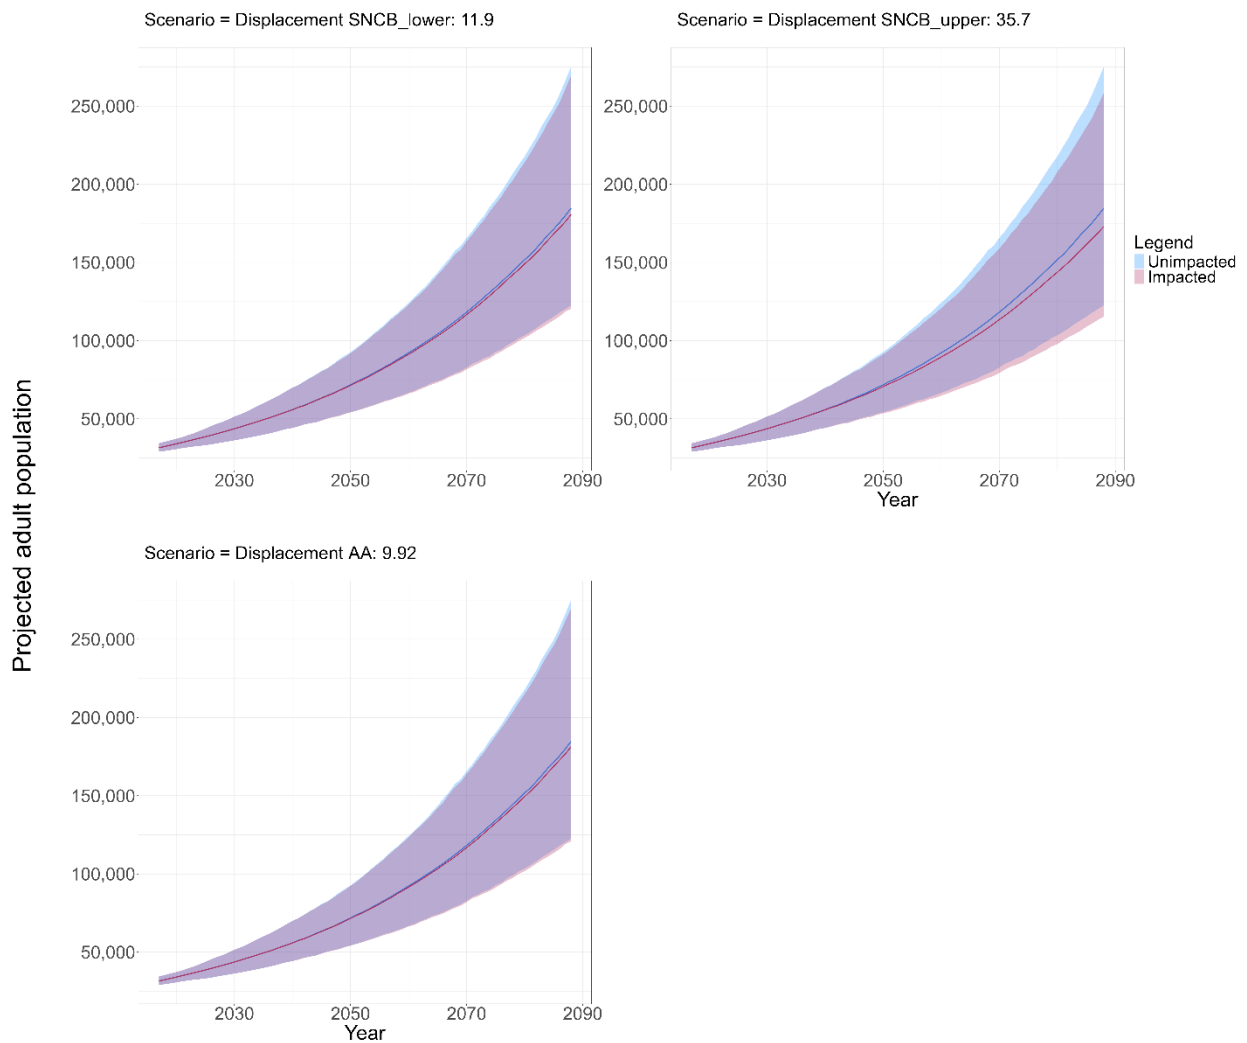 Scenario = Displacement SNCB_lower: 11.9
Scenario = Displacement SNCB_upper: 35.7
Projected adult population
250,000
200,000
150,000
100,000
50,000
2030 2050 2070 2090
250,000
200,000
150,000
100,000
50,000
2030 2050 2070 2090
Year
Legend
Unimpacted
Impacted
Scenario = Displacement AA: 9.92
250,000
200,000
150,000
100,000
50,000
2030 2050 2070 2090
Year